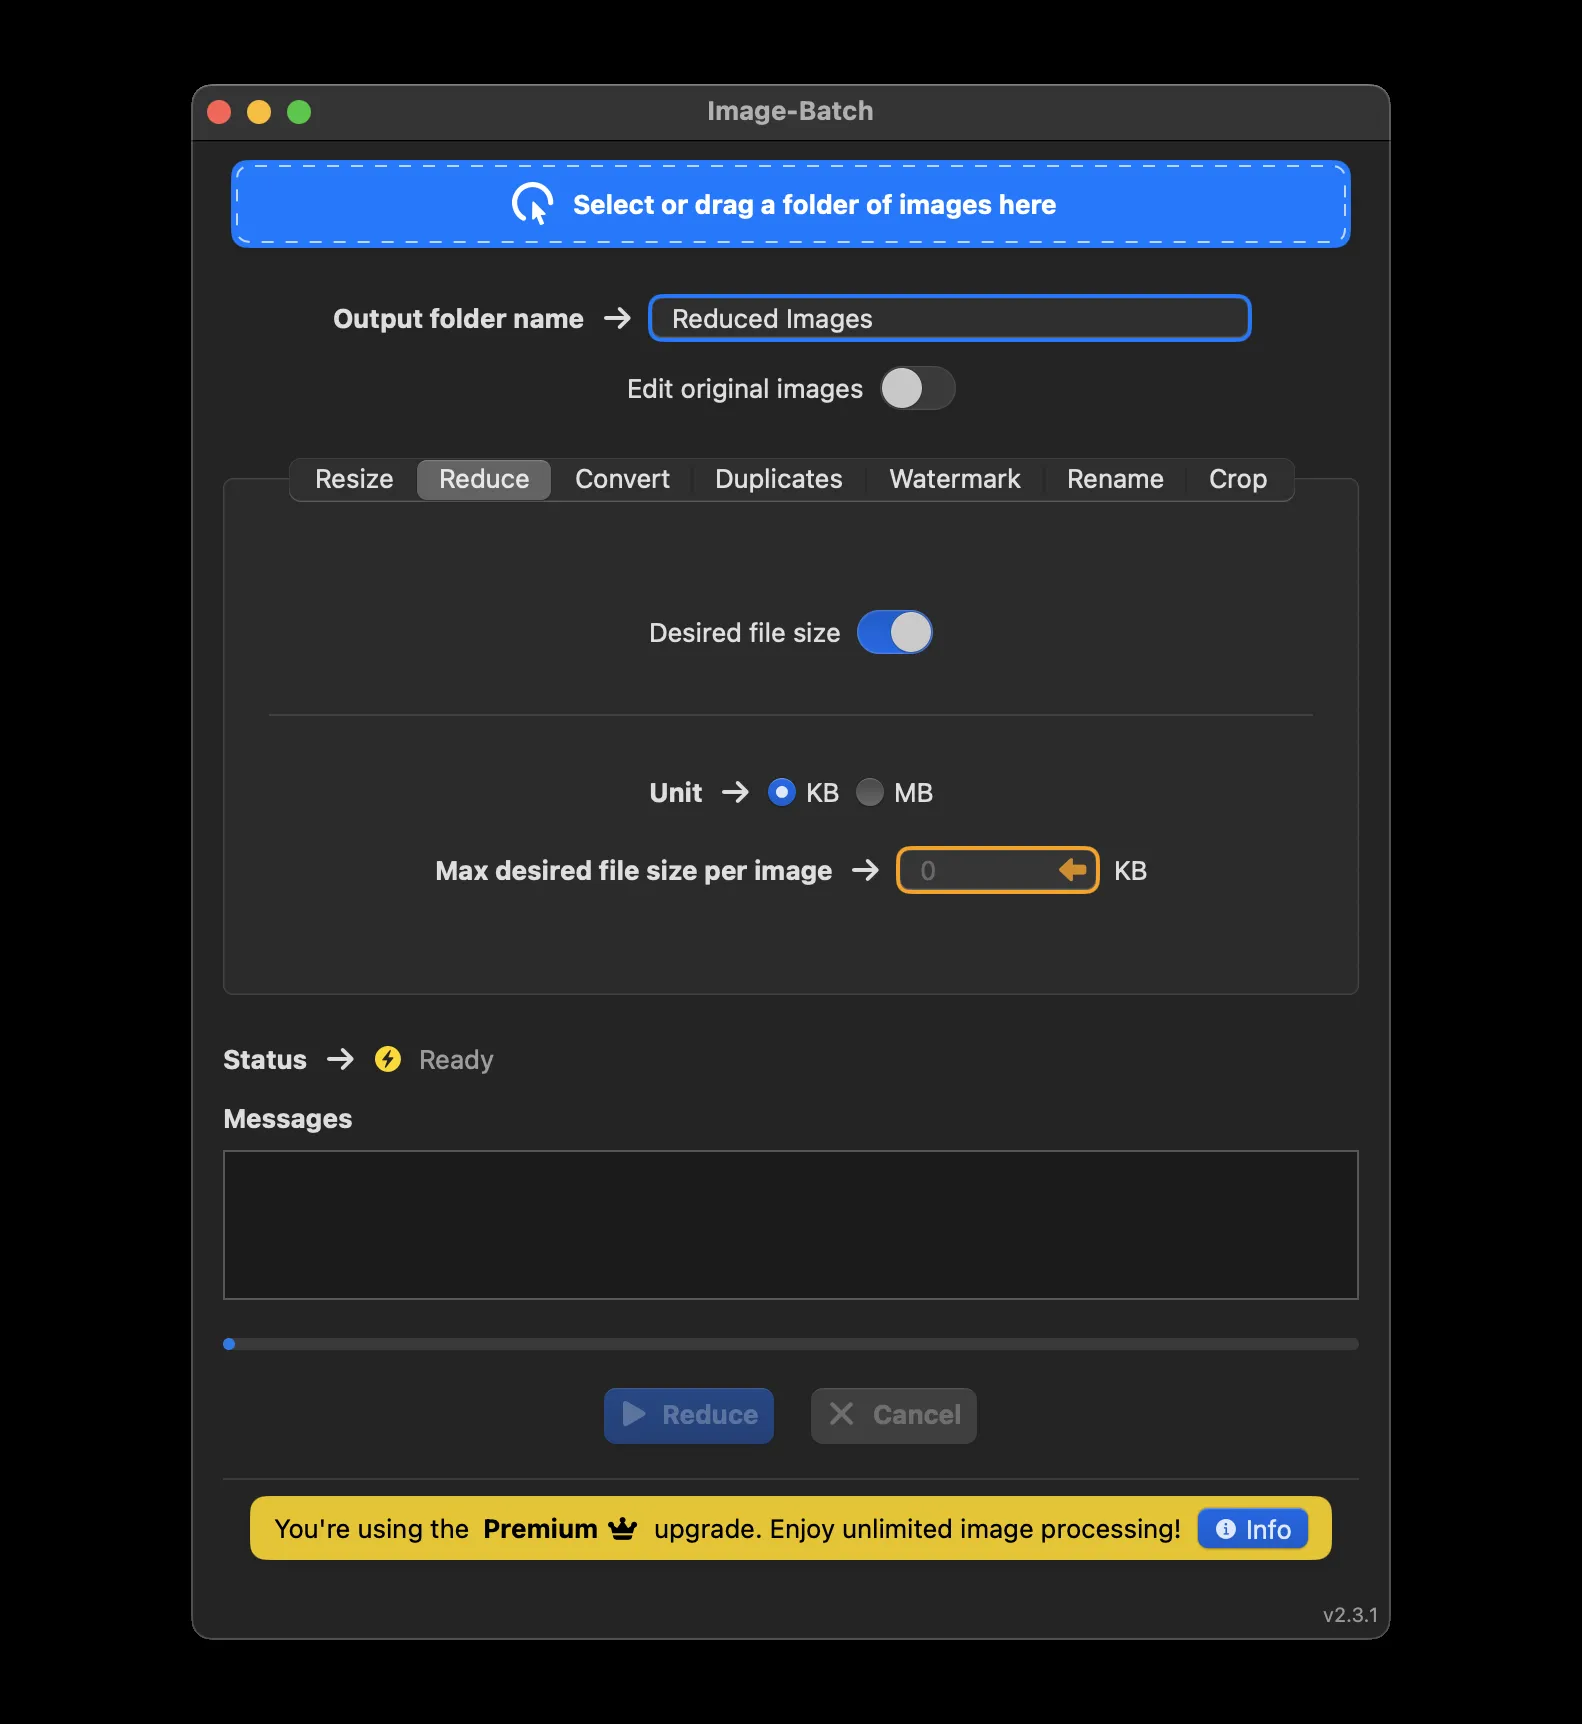 Image-Batch
Select or drag a folder of images here
Output folder name → Reduced Images
Edit original images
Resize Reduce Convert Duplicates Watermark Rename Crop
Desired file size
Unit → KB MB
Max desired file size per image → 0 KB
Status → Ready
Messages
Reduce Cancel
You're using the Premium upgrade. Enjoy unlimited image processing! Info
v2.3.1